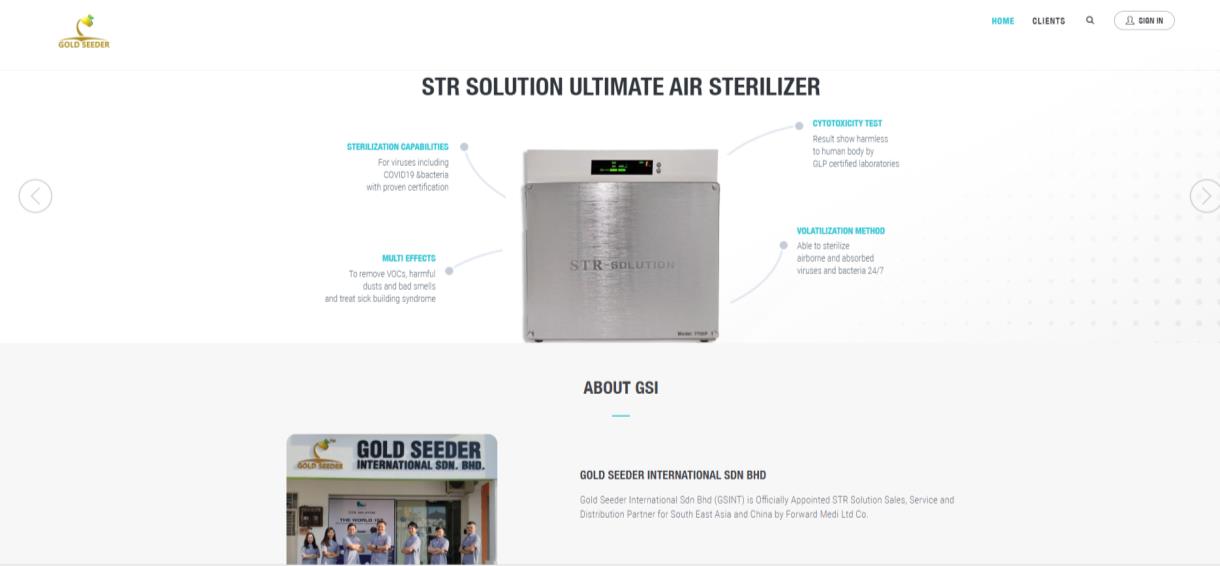 GOLD SEEDER
HOME
CLIENTS
SIGN IN
STR SOLUTION ULTIMATE AIR STERILIZER
STERILIZATION CAPABILITIES
For viruses including
COVID19 &bacteria
with proven certification
MULTI EFFECTS
To remove VOCs, harmful
dusts and bad smells
and treat sick building syndrome
CYTOTOXICITY TEST
Result show harmless
to human body by
GLP certified laboratories
VOLATILIZATION METHOD
Able to sterilize
airborne and absorbed
viruses and bacteria 24/7
STR-SOLUTION
ABOUT GSI
GOLD SEEDER
GOLD SEEDER
INTERNATIONAL SDN. BHD.
GOLD SEEDER INTERNATIONAL SDN BHD
Gold Seeder International Sdn Bhd (GSINT) is Officially Appointed STR Solution Sales, Service and
Distribution Partner for South East Asia and China by Forward Medi Ltd Co.